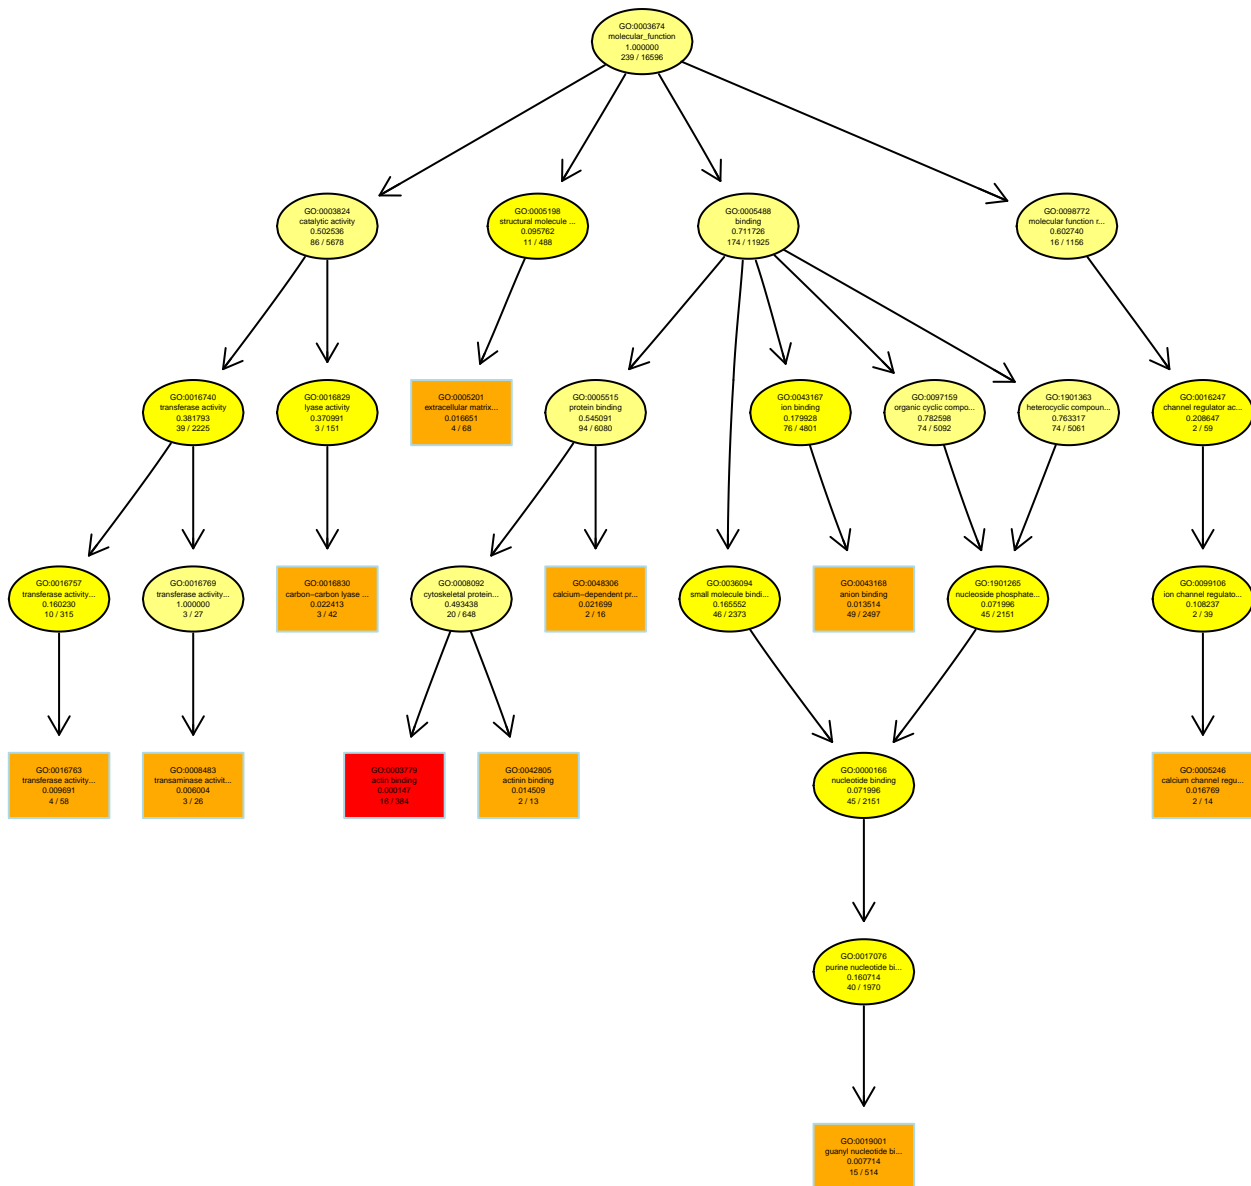 GO:0003674
molecular_function
1.000000
239 / 16596
GO:0003824
catalytic activity
0.502536
86 / 5678
GO:0005198
structural molecule ...
0.095762
11 / 488
GO:0005488
binding
0.711726
174 / 11925
GO:0098772
molecular function r...
0.602740
16 / 1156
GO:0016740
transferase activity
0.381793
39 / 2225
GO:0016829
lyase activity
0.370991
3 / 151
GO:0005201
extracellular matrix...
0.016651
4 / 68
GO:0005515
protein binding
0.545091
94 / 6080
GO:0043167
ion binding
0.179928
76 / 4801
GO:0097159
organic cyclic compo...
0.782598
74 / 5092
GO:1901363
heterocyclic compoun...
0.763317
74 / 5061
GO:0016247
channel regulator ac...
0.208647
2 / 59
GO:0016757
transferase activity...
0.160230
10 / 315
GO:0016769
transferase activity...
1.000000
3 / 27
GO:0016830
carbon−carbon lyase ...
0.022413
3 / 42
GO:0008092
cytoskeletal protein...
0.493438
20 / 648
GO:0048306
calcium−dependent pr...
0.021699
2 / 16
GO:0036094
small molecule bindi...
0.165552
46 / 2373
GO:0043168
anion binding
0.013514
49 / 2497
GO:1901265
nucleoside phosphate...
0.071996
45 / 2151
GO:0099106
ion channel regulato...
0.108237
2 / 39
GO:0016763
transferase activity...
0.009691
4 / 58
GO:0008483
transaminase activit...
0.006004
3 / 26
GO:0003779
actin binding
0.000147
16 / 384
GO:0042805
actinin binding
0.014509
2 / 13
GO:0000166
nucleotide binding
0.071996
45 / 2151
GO:0005246
calcium channel regu...
0.016769
2 / 14
GO:0017076
purine nucleotide bi...
0.160714
40 / 1970
GO:0019001
guanyl nucleotide bi...
0.007714
15 / 514